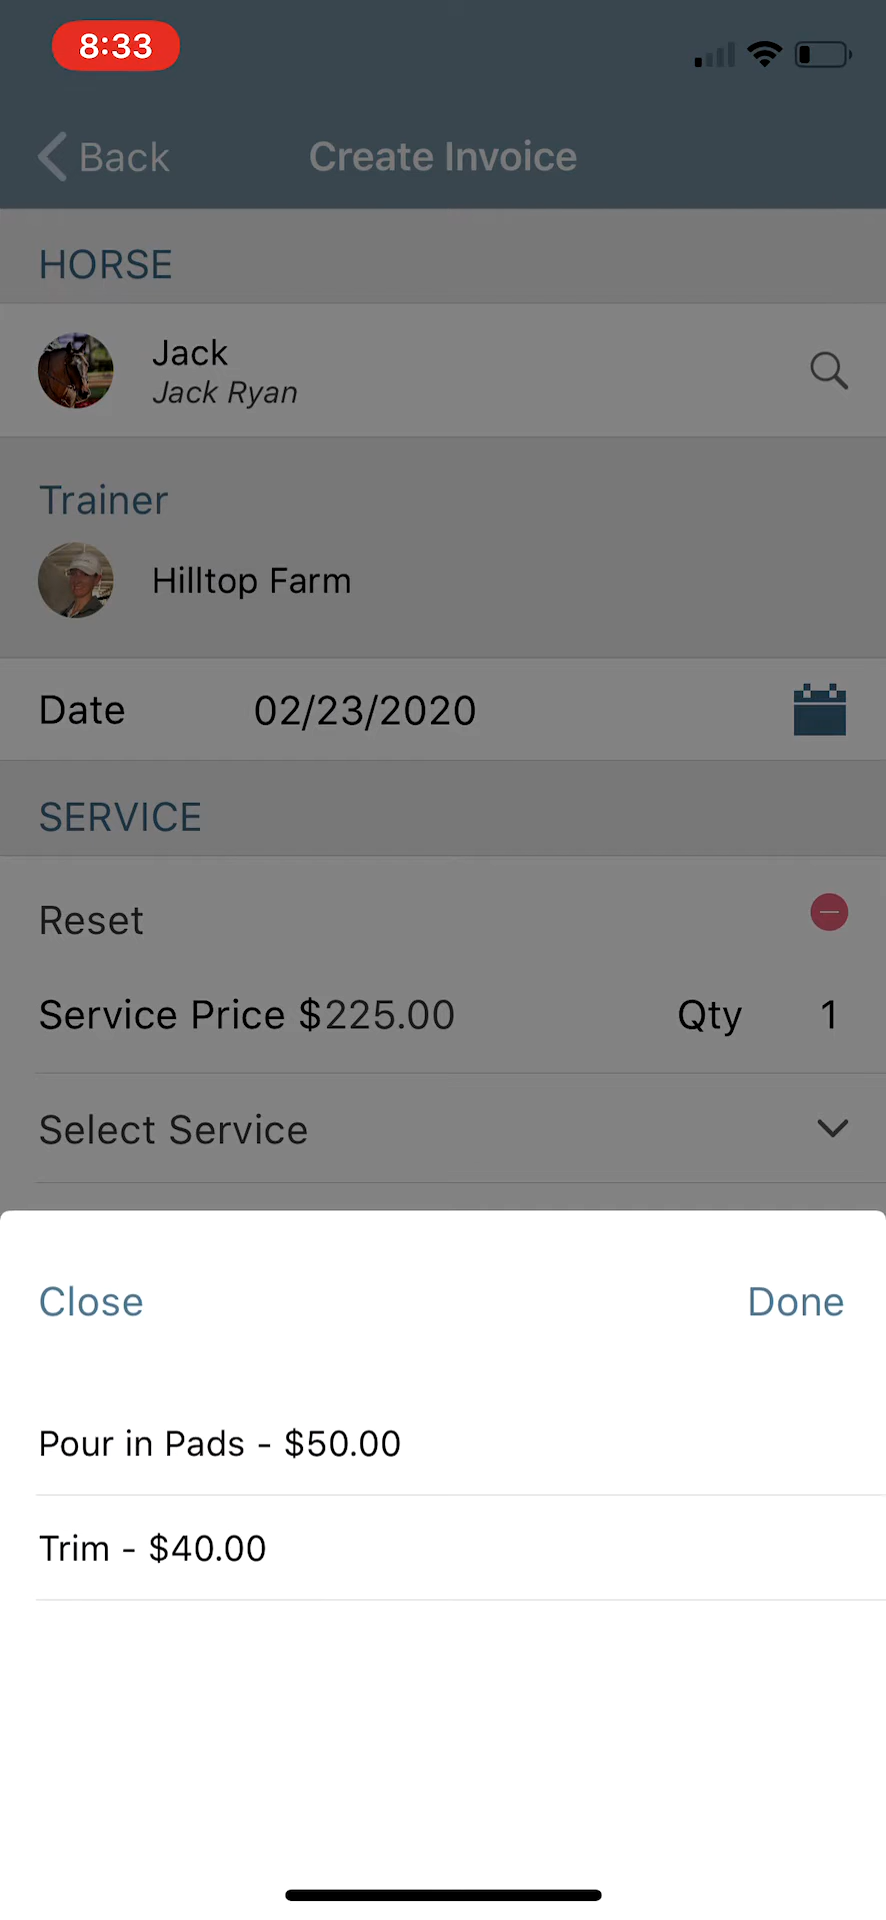 8:33
Back
Create Invoice
HORSE
Jack
Jack Ryan
Trainer
Hilltop Farm
Date 02/23/2020
SERVICE
Reset
Service Price $225.00 Qty 1
Select Service
Close Done
Pour in Pads - $50.00
Trim - $40.00